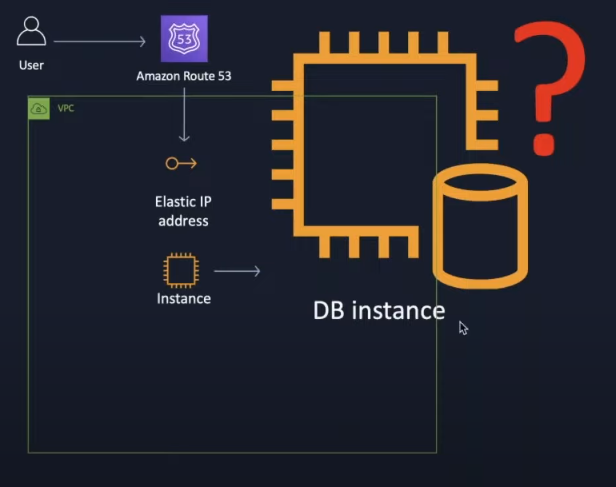 User
53
Amazon Route 53
VPC
Elastic IP
address
Instance
DB instance
?